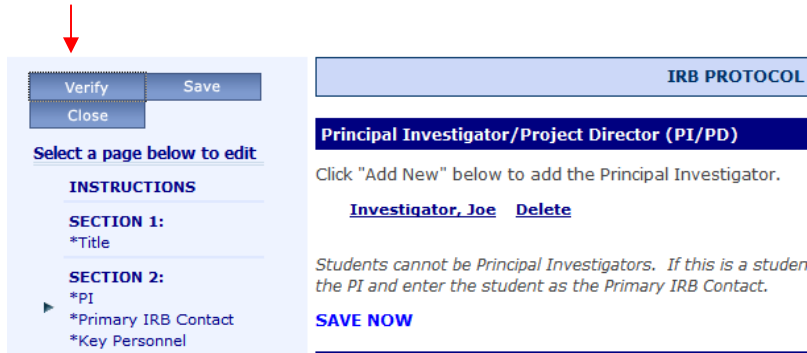 Verify Save
Close
Select a page below to edit
INSTRUCTIONS
SECTION 1:
*Title
SECTION 2:
*PI
*Primary IRB Contact
*Key Personnel
IRB PROTOCOL
Principal Investigator/Project Director (PI/PD)
Click "Add New" below to add the Principal Investigator.
Investigator, Joe Delete
Students cannot be Principal Investigators. If this is a studen
the PI and enter the student as the Primary IRB Contact.
SAVE NOW